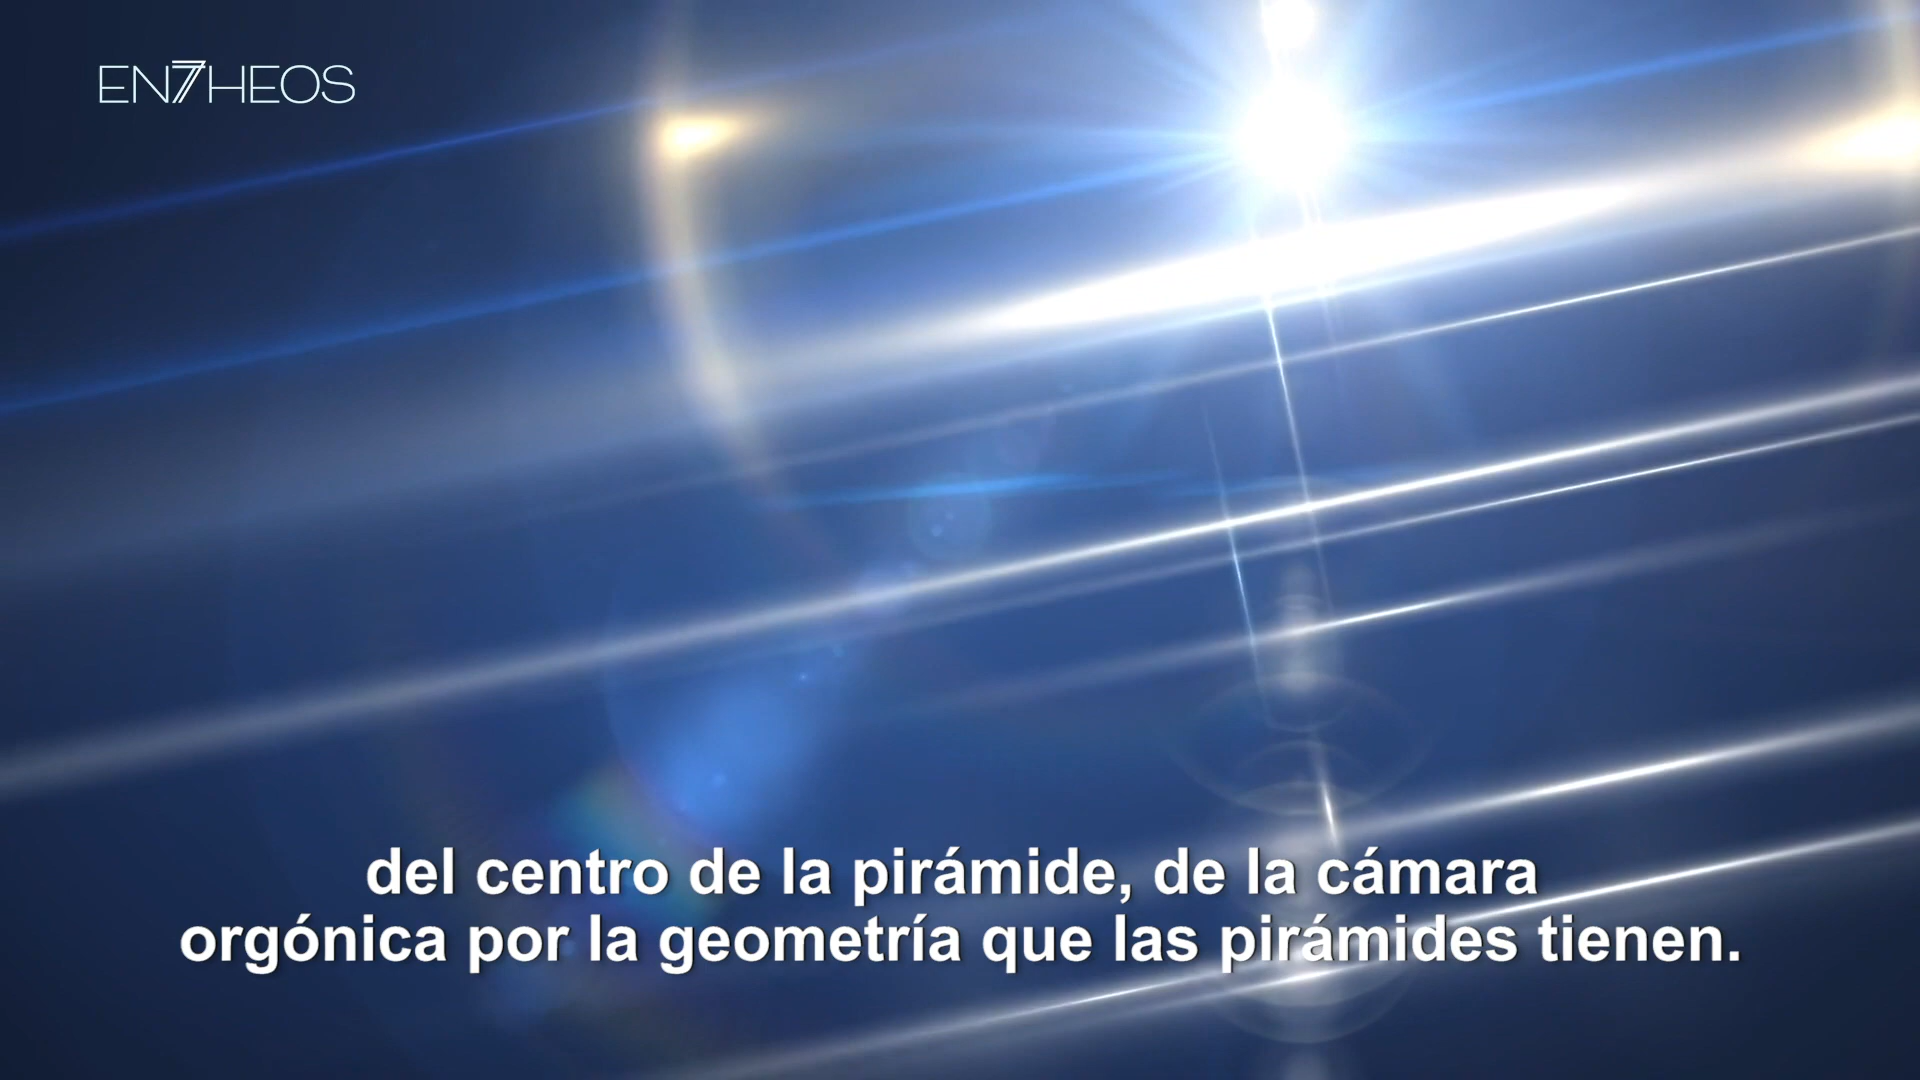 EN7HEOS
del centro de la pirámide, de la cámara
orgónica por la geometría que las pirámides tienen.